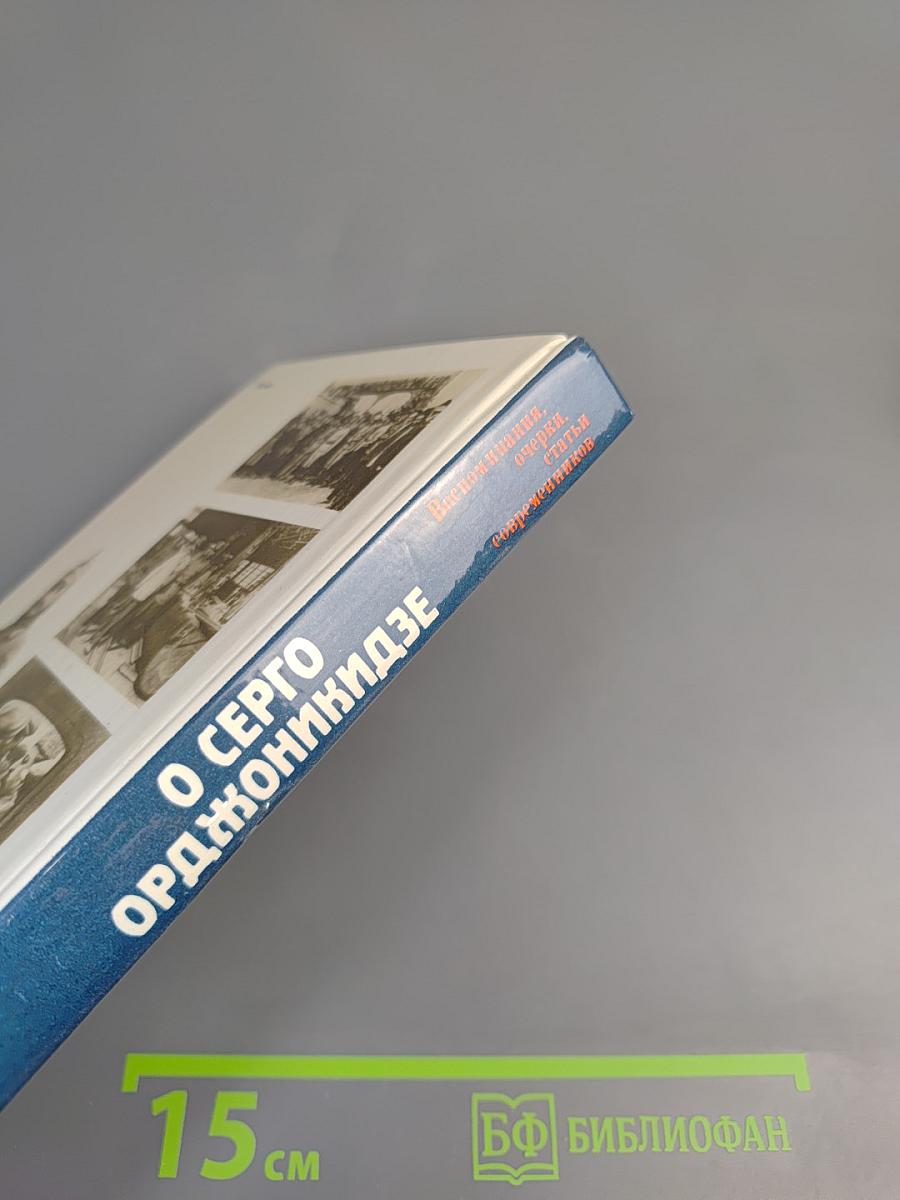 Воспоминания,
очерки,
статьи
современников
О СЕРГО
ОРДЖОНИКИДЗЕ
15 см
БФ БИБЛИОФАН